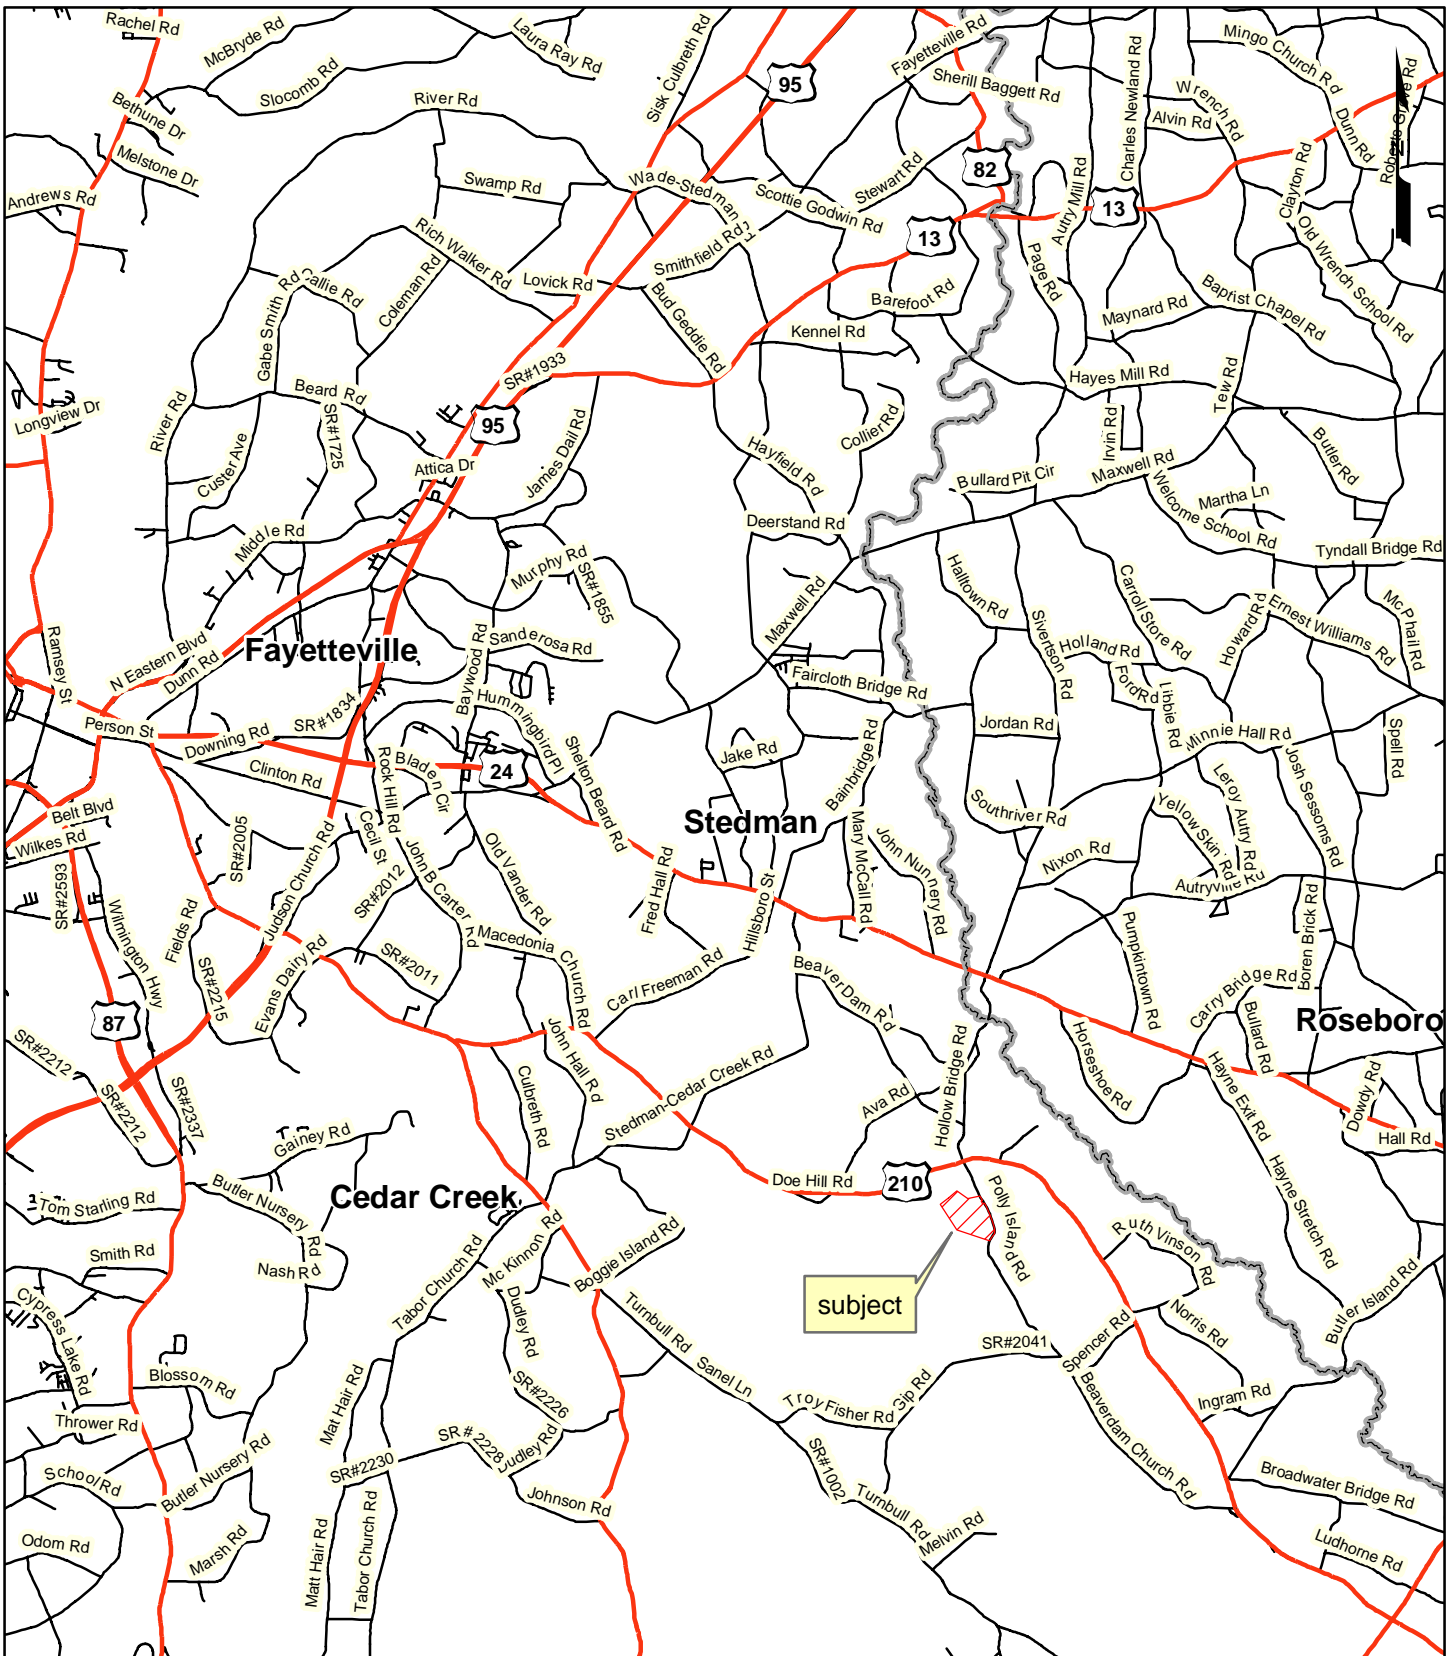 Rachel Rd
McBryde Rd
Laura Ray Rd
Sisk Culbreth Rd
Fayetteville Rd
Mingo Church Rd
Slocomb Rd
River Rd
95
Sherill Baggett Rd
Charles Newland Rd
Wrench Rd
Alvin Rd
Dunn Rd
Roberts Grove Rd
Bethune Dr
Melstone Dr
Andrews Rd
Swamp Rd
Wade-Stedman Rd
Scottie Godwin Rd
Stewart Rd
82
Autry Mill Rd
13
Clayton Rd
Old Wrench School Rd
Rich Walker Rd
Smithfield Rd
13
Page Rd
Gabe Smith Rd
Callie Rd
Coleman Rd
Lovick Rd
Bud Geddie Rd
Barefoot Rd
Maynard Rd
Baptist Chapel Rd
Kennel Rd
SR#1933
Hayes Mill Rd
Tew Rd
Longview Dr
River Rd
Beard Rd
SR#1725
95
James Dail Rd
Collier Rd
Irvin Rd
Butler Rd
Custer Ave
Attica Dr
Hayfield Rd
Bullard Pit Cir
Maxwell Rd
Martha Ln
Welcome School Rd
Middle Rd
Deerstand Rd
Tyndall Bridge Rd
Murphy Rd
SR#1855
Maxwell Rd
Halltown Rd
Carroll Store Rd
Howard Rd
Ernest Williams Rd
Mc Phail Rd
Ramsey St
N Eastern Blvd
Dunn Rd
Fayetteville
Baywood Rd
Sanderosa Rd
Sivertson Rd
Holland Rd
Ford Rd
Libbie Rd
Faircloth Bridge Rd
Person St
Downing Rd
SR#1834
Hummingbird Pl
Jordan Rd
Minnie Hall Rd
Josh Sessoms Rd
Spell Rd
Clinton Rd
Rock Hill Rd
Bladen Cir
24
Shelton Beard Rd
Jake Rd
Bainbridge Rd
Southriver Rd
Yellow Skin Rd
Leroy Autry Rd
Belt Blvd
Wilkes Rd
SR#2005
Cecil St
Stedman
Mary McCall Rd
John Nunnery Rd
Nixon Rd
Autryville Rd
SR#2593
Judson Church Rd
SR#2012
John B Carter Rd
Old Vander Rd
Fred Hall Rd
Hillsboro St
Boren Brick Rd
Wilmington Hwy
Fields Rd
Macedonia Church Rd
Pumpkintown Rd
SR#2215
Evans Dairy Rd
SR#2011
Carl Freeman Rd
Beaver Dam Rd
Carry Bridge Rd
87
Roseboro
SR#2212
John Hall Rd
Hollow Bridge Rd
Horseshoe Rd
Bullard Rd
SR#2212
SR#2337
Culbreth Rd
Stedman-Cedar Creek Rd
Ava Rd
Hayne Exit Rd
Dowdy Rd
Hall Rd
Gainey Rd
Doe Hill Rd
210
Tom Starling Rd
Butler Nursery Rd
Cedar Creek
Polly Island Rd
Hayne Stretch Rd
Smith Rd
Nash Rd
Tabor Church Rd
Mc Kinnon Rd
Boggie Island Rd
Ruth Vinson Rd
Cypress Lake Rd
Dudley Rd
Turnbull Rd
subject
Spencer Rd
Norris Rd
Butler Island Rd
SR#2041
Blossom Rd
Mat Hair Rd
SR#2226
Sanel Ln
Troy Fisher Rd
Gip Rd
Ingram Rd
Thrower Rd
SR#2228
Dudley Rd
Beaverdam Church Rd
School Rd
Butler Nursery Rd
SR#2230
SR#1002
Broadwater Bridge Rd
Johnson Rd
Turnbull Rd
Odom Rd
Marsh Rd
Matt Hair Rd
Tabor Church Rd
Melvin Rd
Ludhorne Rd